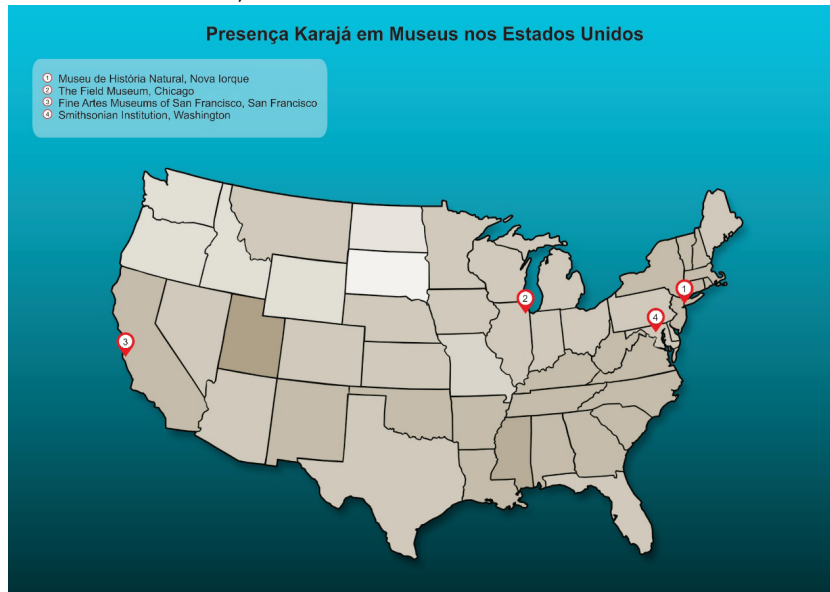 Presença Karajá em Museus nos Estados Unidos
1 Museu de História Natural, Nova Iorque
2 The Field Museum, Chicago
3 Fine Artes Museums of San Francisco, San Francisco
4 Smithsonian Institution, Washington
1
2
4
3